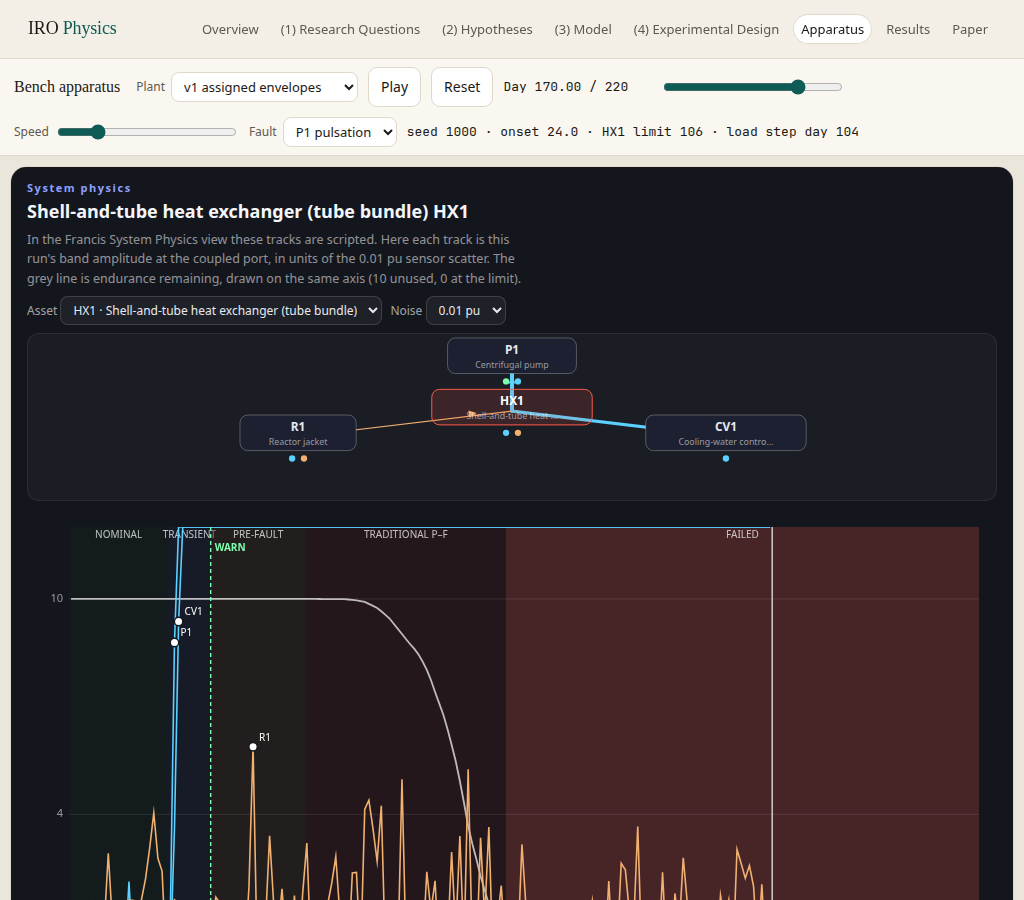 IRO Physics
Overview (1) Research Questions (2) Hypotheses (3) Model (4) Experimental Design Apparatus Results Paper
Bench apparatus Plant v1 assigned envelopes Play Reset Day 170.00 / 220
Speed Fault P1 pulsation seed 1000 · onset 24.0 · HX1 limit 106 · load step day 104
System physics
Shell-and-tube heat exchanger (tube bundle) HX1
In the Francis System Physics view these tracks are scripted. Here each track is this
run's band amplitude at the coupled port, in units of the 0.01 pu sensor scatter. The
grey line is endurance remaining, drawn on the same axis (10 unused, 0 at the limit).
Asset HX1 · Shell-and-tube heat exchanger (tube bundle) Noise 0.01 pu
P1
Centrifugal pump
HX1
Shell-and-tube heat ...
R1
Reactor jacket
CV1
Cooling-water contro...
NOMINAL TRANSIENT PRE-FAULT TRADITIONAL P–F FAILED
WARN
10
CV1
P1
R1
4